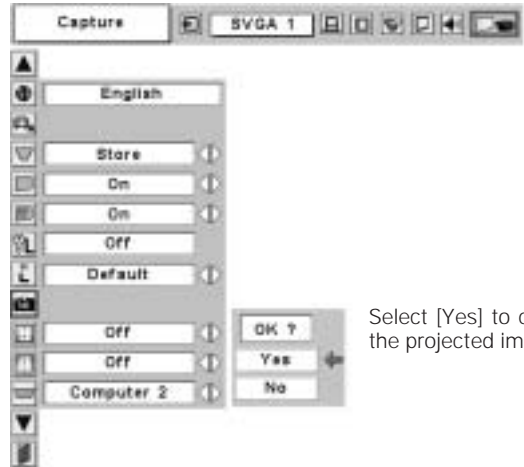 Capture
SVGA 1
English
Store
On
On
Off
Default
Off
Off
Computer 2
OK ?
Yes
No
Select [Yes] to
the projected